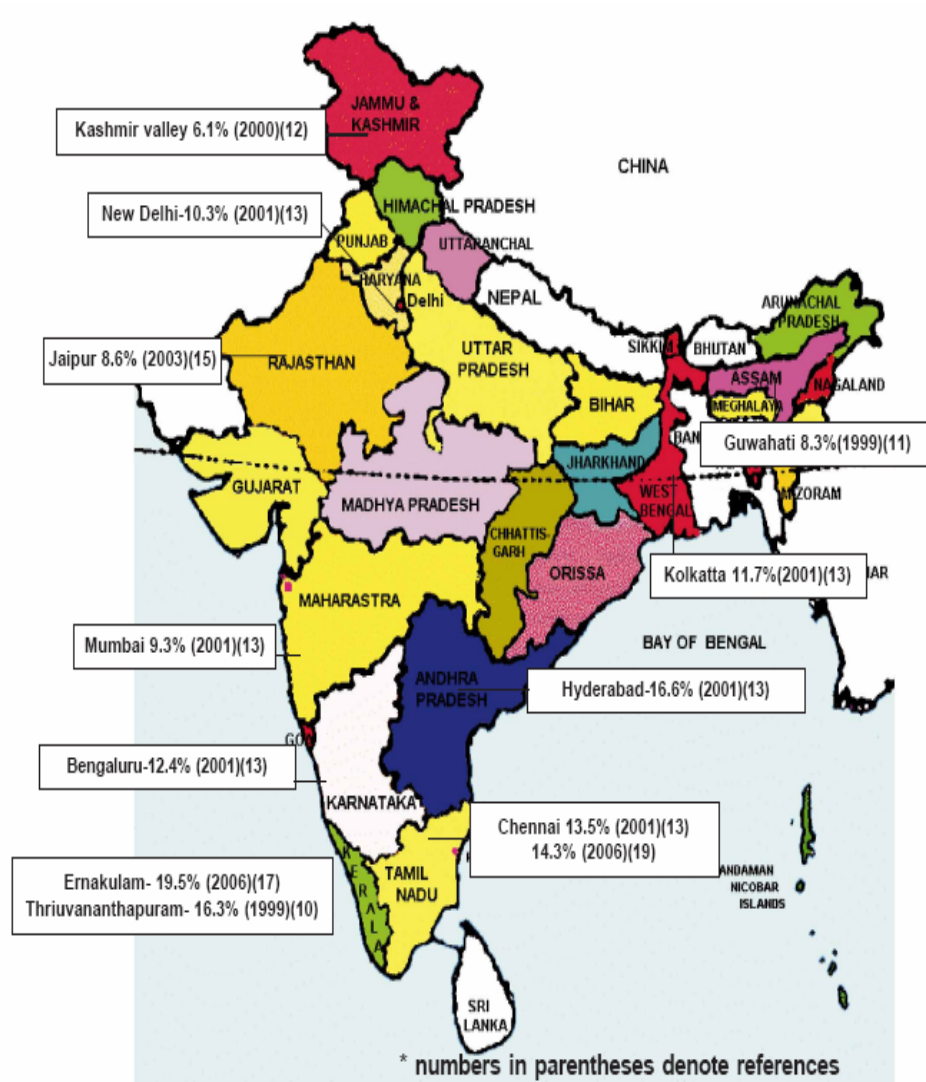 JAMMU &
KASHMIR
Kashmir valley 6.1% (2000)(12)
CHINA
New Delhi-10.3% (2001)(13)
HIMACHAL PRADESH
PUNJAB
UTTARANCHAL
HARYANA
Delhi
NEPAL
ARUNACHAL
PRADESH
SIKKIM
BHUTAN
Jaipur 8.6% (2003)(15)
RAJASTHAN
UTTAR
PRADESH
ASSAM
NAGALAND
BIHAR
MEGHALAYA
BAN
Guwahati 8.3%(1999)(11)
JHARKHAND
GUJARAT
MADHYA PRADESH
WEST
BENGAL
MIZORAM
CHHATTIS-
GARH
ORISSA
Kolkatta 11.7%(2001)(13)
MAR
MAHARASTRA
Mumbai 9.3% (2001)(13)
BAY OF BENGAL
ANDHRA
PRADESH
Hyderabad-16.6% (2001)(13)
GO
Bengaluru-12.4% (2001)(13)
KARNATAKA
Chennai 13.5% (2001)(13)
14.3% (2006)(19)
KERALA
TAMIL
NADU
Ernakulam- 19.5% (2006)(17)
Thriuvananthapuram- 16.3% (1999)(10)
ANDAMAN
NICOBAR
ISLANDS
SRI
LANKA
* numbers in parentheses denote references